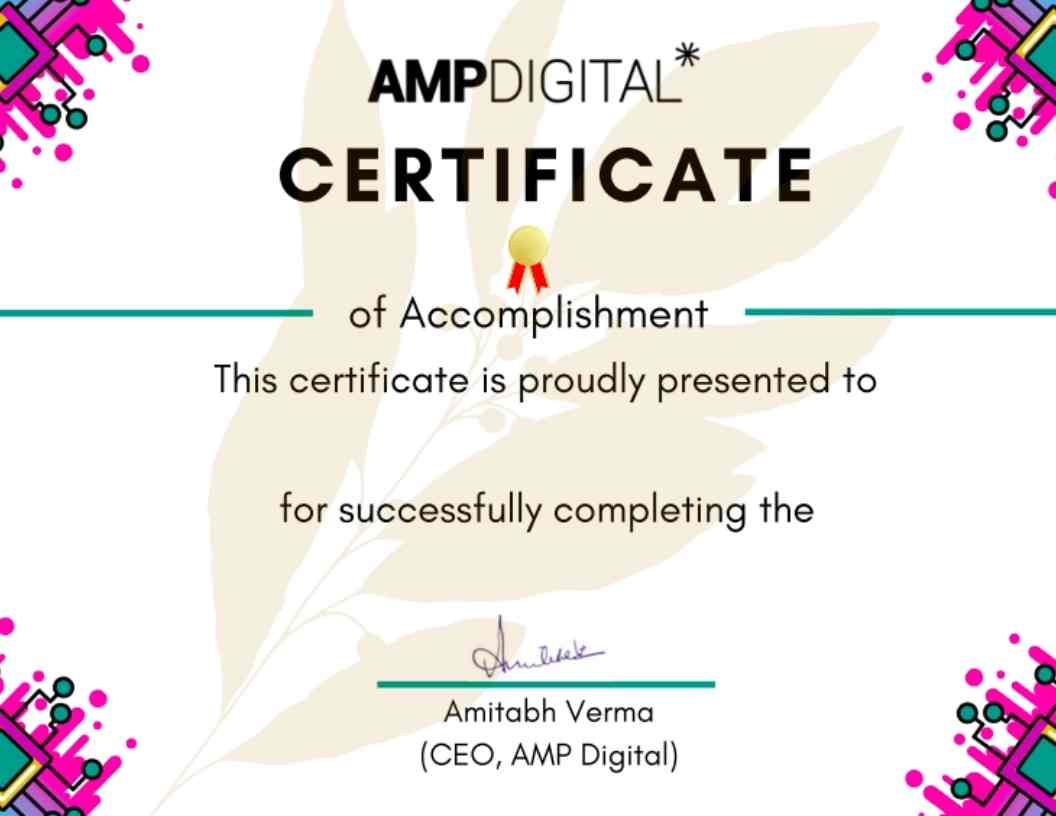 AMPDIGITAL*
CERTIFICATE
of Accomplishment
This certificate is proudly presented to
for successfully completing the
Amitabh
Amitabh Verma
(CEO, AMP Digital)